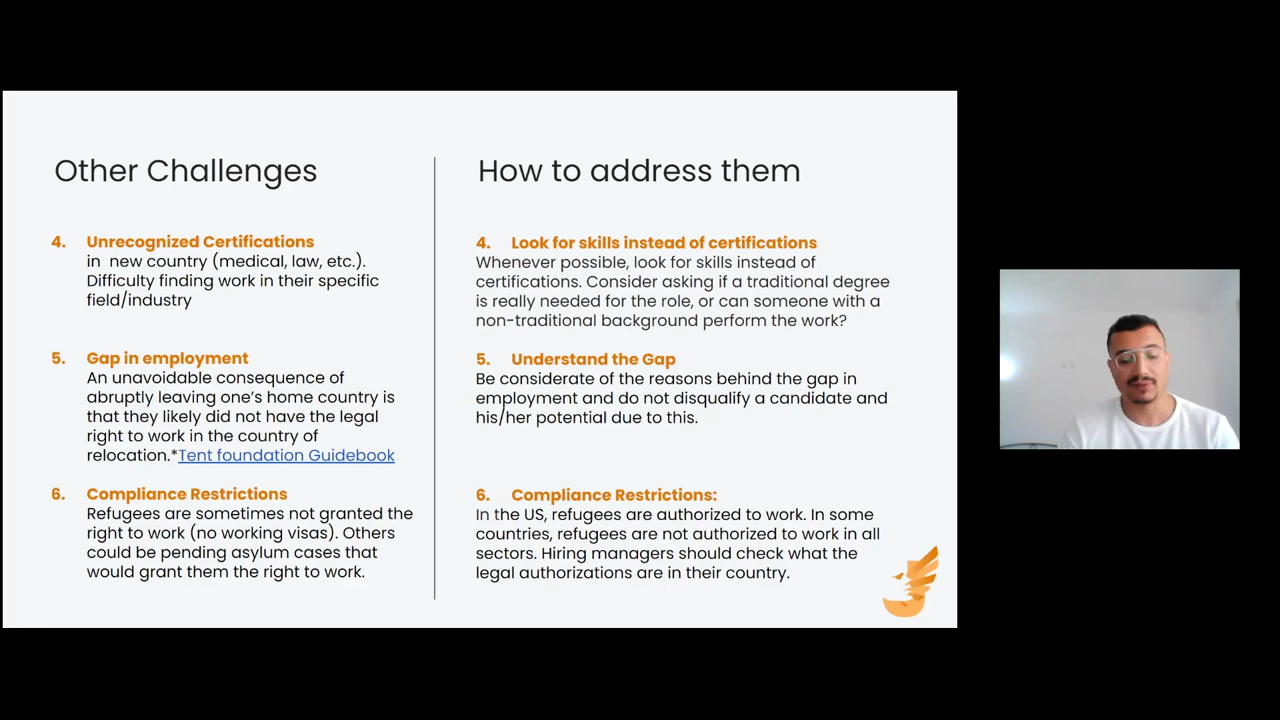 Other Challenges
4. Unrecognized Certifications
in new country (medical, law, etc.).
Difficulty finding work in their specific
field/industry
5. Gap in employment
An unavoidable consequence of
abruptly leaving one's home country is
that they likely did not have the legal
right to work in the country of
relocation.*Tent foundation Guidebook
6. Compliance Restrictions
Refugees are sometimes not granted the
right to work (no working visas). Others
could be pending asylum cases that
would grant them the right to work.
How to address them
4. Look for skills instead of certifications
Whenever possible, look for skills instead of
certifications. Consider asking if a traditional degree
is really needed for the role, or can someone with a
non-traditional background perform the work?
5. Understand the Gap
Be considerate of the reasons behind the gap in
employment and do not disqualify a candidate and
his/her potential due to this.
6. Compliance Restrictions:
In the US, refugees are authorized to work. In some
countries, refugees are not authorized to work in all
sectors. Hiring managers should check what the
legal authorizations are in their country.